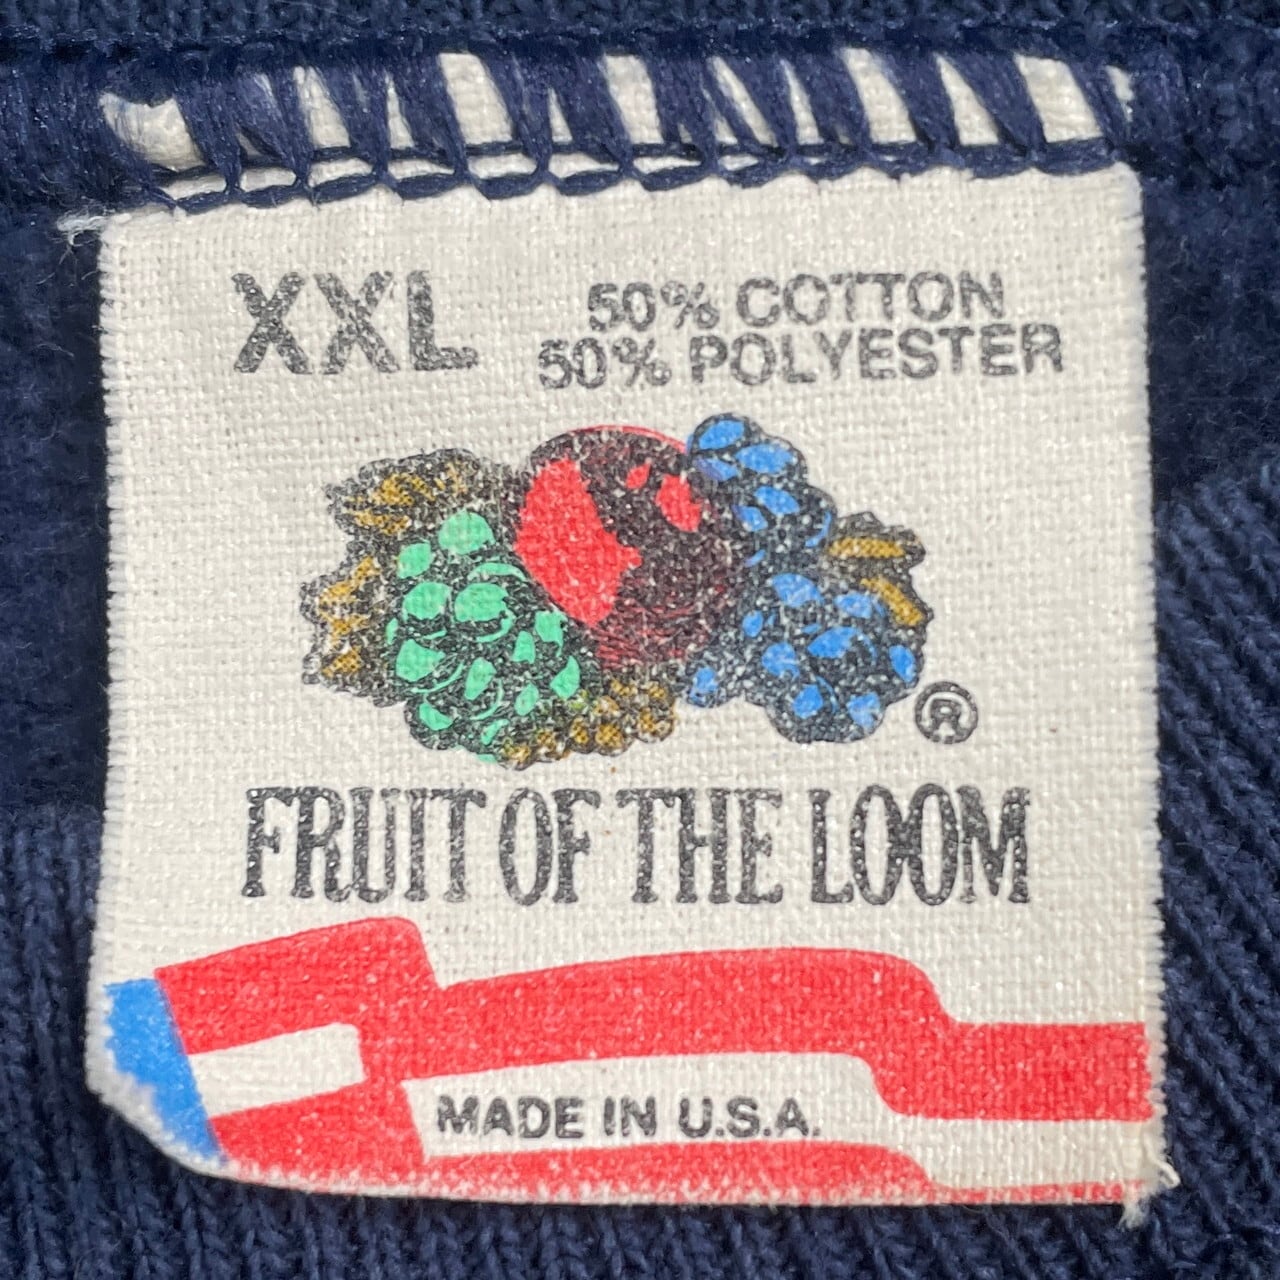 XXL
50% COTTON
50% POLYESTER
®
FRUIT OF THE LOOM
MADE IN U.S.A.